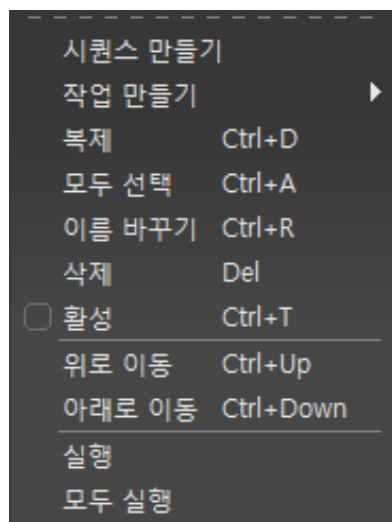 시퀀스 만들기
작업 만들기
복제 Ctrl+D
모두 선택 Ctrl+A
이름 바꾸기 Ctrl+R
삭제 Del
활성 Ctrl+T
위로 이동 Ctrl+Up
아래로 이동 Ctrl+Down
실행
모두 실행